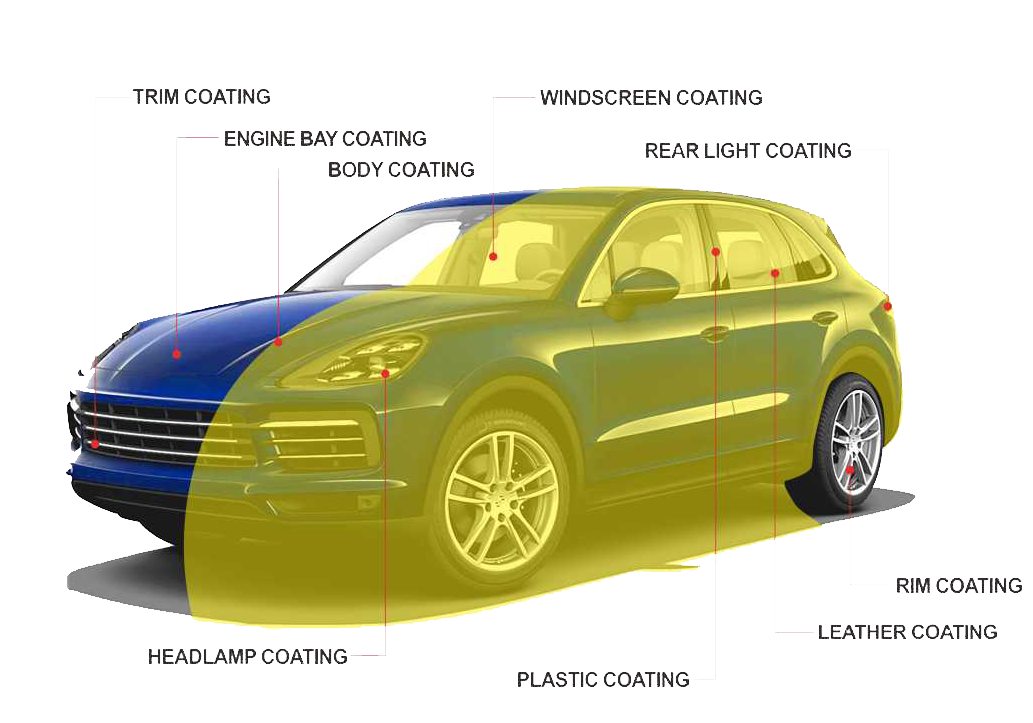 TRIM COATING
WINDSCREEN COATING
ENGINE BAY COATING
REAR LIGHT COATING
BODY COATING
RIM COATING
LEATHER COATING
HEADLAMP COATING
PLASTIC COATING